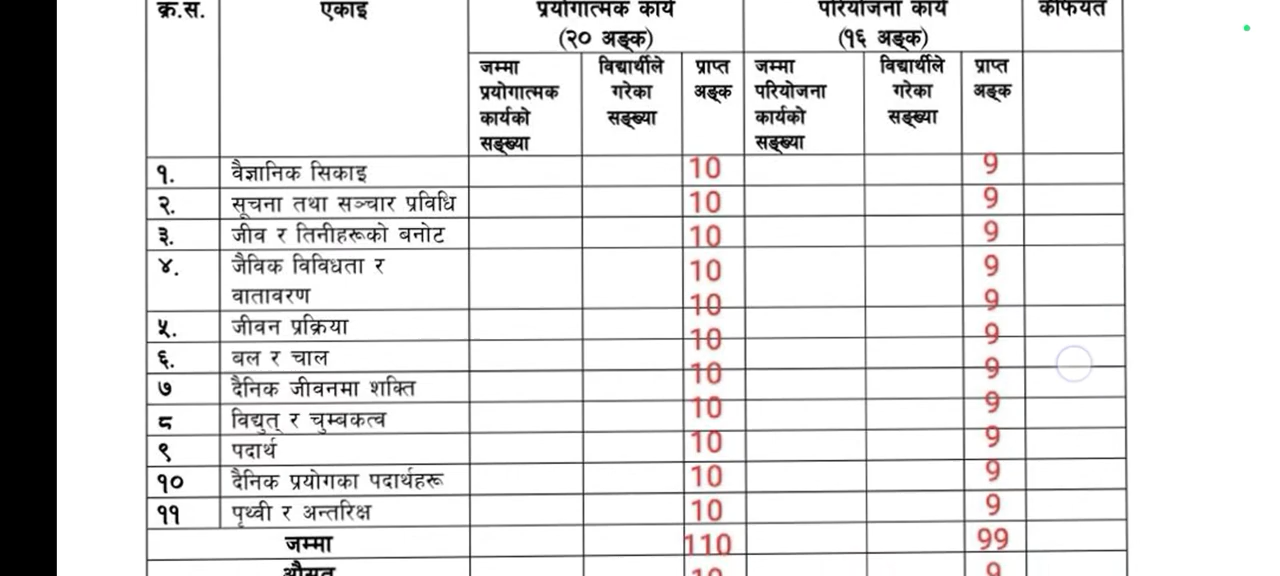 क्र.स. एकाइ प्रयोगात्मक कार्य परियोजना कार्य कैफियत
(२० अङ्क) (१६ अङ्क)
जम्मा विद्यार्थीले प्राप्त जम्मा विद्यार्थीले प्राप्त
प्रयोगात्मक गरेका अङ्क परियोजना गरेका अङ्क
कार्यको सङ्ख्या कार्यको सङ्ख्या
सङ्ख्या सङ्ख्या
१. वैज्ञानिक सिकाइ 10 9
२. सूचना तथा सञ्चार प्रविधि 10 9
३. जीव र तिनीहरूको बनोट 10 9
४. जैविक विविधता र 10 9
वातावरण 10 9
५. जीवन प्रक्रिया 10 9
६. बल र चाल 10 9
७ दैनिक जीवनमा शक्ति 10 9
८ विद्युत् र चुम्बकत्व 10 9
९ पदार्थ 10 9
१० दैनिक प्रयोगका पदार्थहरू 10 9
११ पृथ्वी र अन्तरिक्ष
जम्मा 110 99
औसत 10 9